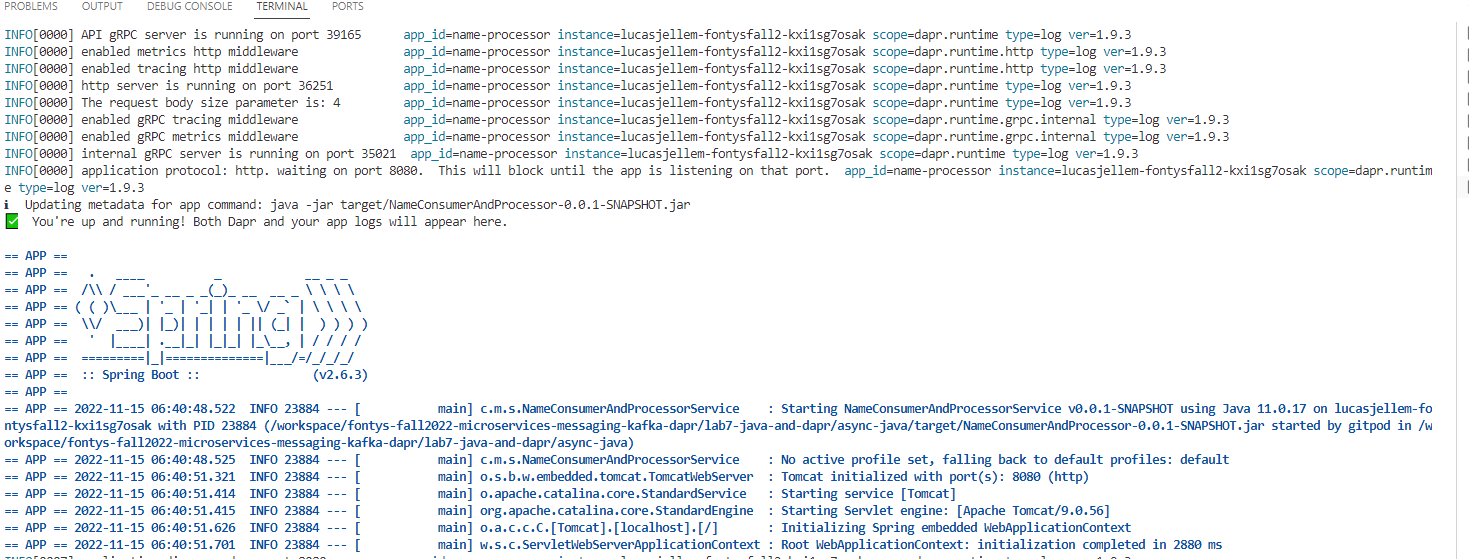 PROBLEMS OUTPUT DEBUG CONSOLE TERMINAL PORTS
INFO[0000] API gRPC server is running on port 39165 app_id=name-processor instance=lucasjellem-fontysfall2-kxi1sg7osak scope=dapr.runtime type=log ver=1.9.3
INFO[0000] enabled metrics http middleware app_id=name-processor instance=lucasjellem-fontysfall2-kxi1sg7osak scope=dapr.runtime.http type=log ver=1.9.3
INFO[0000] enabled tracing http middleware app_id=name-processor instance=lucasjellem-fontysfall2-kxi1sg7osak scope=dapr.runtime.http type=log ver=1.9.3
INFO[0000] http server is running on port 36251 app_id=name-processor instance=lucasjellem-fontysfall2-kxi1sg7osak scope=dapr.runtime type=log ver=1.9.3
INFO[0000] The request body size parameter is: 4 app_id=name-processor instance=lucasjellem-fontysfall2-kxi1sg7osak scope=dapr.runtime type=log ver=1.9.3
INFO[0000] enabled gRPC tracing middleware app_id=name-processor instance=lucasjellem-fontysfall2-kxi1sg7osak scope=dapr.runtime.grpc.internal type=log ver=1.9.3
INFO[0000] enabled gRPC metrics middleware app_id=name-processor instance=lucasjellem-fontysfall2-kxi1sg7osak scope=dapr.runtime.grpc.internal type=log ver=1.9.3
INFO[0000] internal gRPC server is running on port 35021 app_id=name-processor instance=lucasjellem-fontysfall2-kxi1sg7osak scope=dapr.runtime type=log ver=1.9.3
INFO[0000] application protocol: http. waiting on port 8080. This will block until the app is listening on that port. app_id=name-processor instance=lucasjellem-fontysfall2-kxi1sg7osak scope=dapr.runtim
e type=log ver=1.9.3
ℹ Updating metadata for app command: java -jar target/NameConsumerAndProcessor-0.0.1-SNAPSHOT.jar
✅ You're up and running! Both Dapr and your app logs will appear here.
== APP ==
== APP ==   .   ____          _            __ _ _
== APP ==  /\\ / ___'_ __ _ _(_)_ __  __ _ \ \ \ \
== APP == ( ( )\___ | '_ | '_| | '_ \/ _` | \ \ \ \
== APP ==  \\/  ___)| |_)| | | | | || (_| |  ) ) ) )
== APP ==   '  |____| .__|_| |_|_| |_\__, | / / / /
== APP ==  =========|_|==============|___/=/_/_/_/
== APP ==  :: Spring Boot ::                (v2.6.3)
== APP ==
== APP == 2022-11-15 06:40:48.522 INFO 23884 --- [ main] c.m.s.NameConsumerAndProcessorService : Starting NameConsumerAndProcessorService v0.0.1-SNAPSHOT using Java 11.0.17 on lucasjellem-fo
ntysfall2-kxi1sg7osak with PID 23884 (/workspace/fontys-fall2022-microservices-messaging-kafka-dapr/lab7-java-and-dapr/async-java/target/NameConsumerAndProcessor-0.0.1-SNAPSHOT.jar started by gitpod in /w
orkspace/fontys-fall2022-microservices-messaging-kafka-dapr/lab7-java-and-dapr/async-java)
== APP == 2022-11-15 06:40:48.525 INFO 23884 --- [ main] c.m.s.NameConsumerAndProcessorService : No active profile set, falling back to default profiles: default
== APP == 2022-11-15 06:40:51.321 INFO 23884 --- [ main] o.s.b.w.embedded.tomcat.TomcatWebServer : Tomcat initialized with port(s): 8080 (http)
== APP == 2022-11-15 06:40:51.414 INFO 23884 --- [ main] o.apache.catalina.core.StandardService : Starting service [Tomcat]
== APP == 2022-11-15 06:40:51.415 INFO 23884 --- [ main] org.apache.catalina.core.StandardEngine : Starting Servlet engine: [Apache Tomcat/9.0.56]
== APP == 2022-11-15 06:40:51.626 INFO 23884 --- [ main] o.a.c.c.C.[Tomcat].[localhost].[/] : Initializing Spring embedded WebApplicationContext
== APP == 2022-11-15 06:40:51.701 INFO 23884 --- [ main] w.s.c.ServletWebServerApplicationContext : Root WebApplicationContext: initialization completed in 2880 ms